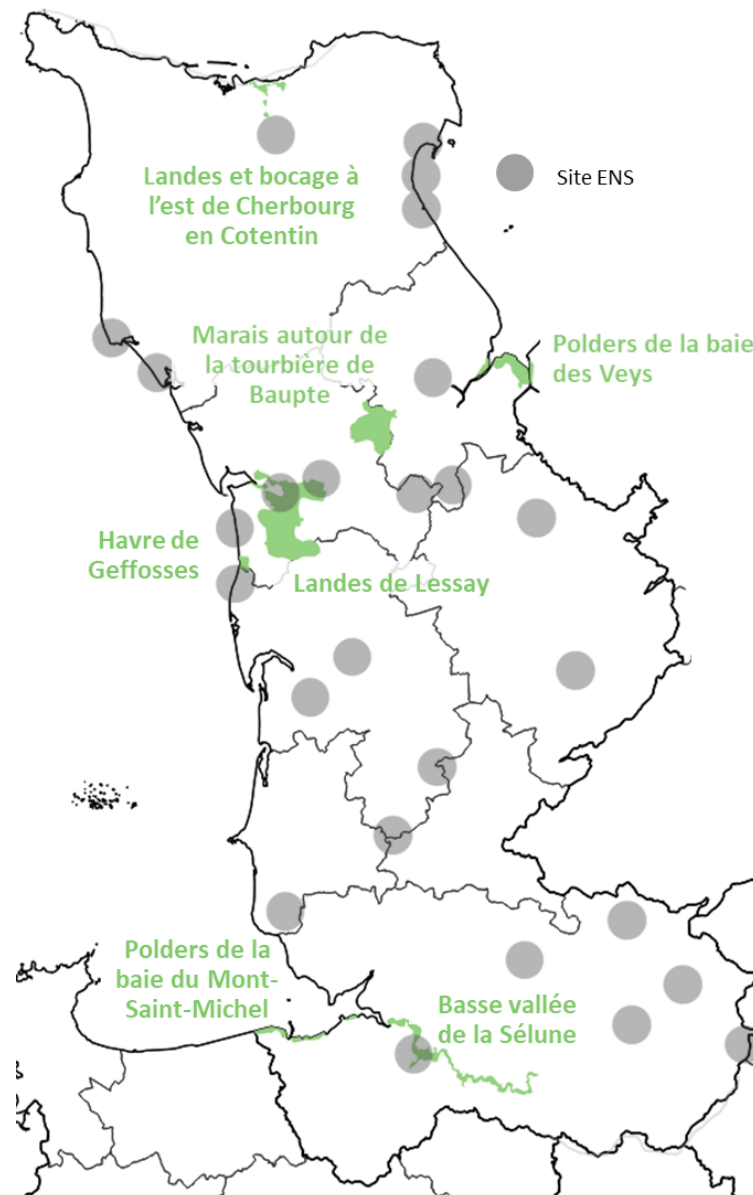 Landes et bocage à
l’est de Cherbourg
en Cotentin
Site ENS
Marais autour de
la tourbière de
Baupte
Polders de la baie
des Veys
Havre de
Geffosses
Landes de Lessay
Polders de la
baie du Mont-
Saint-Michel
Basse vallée
de la Sélune